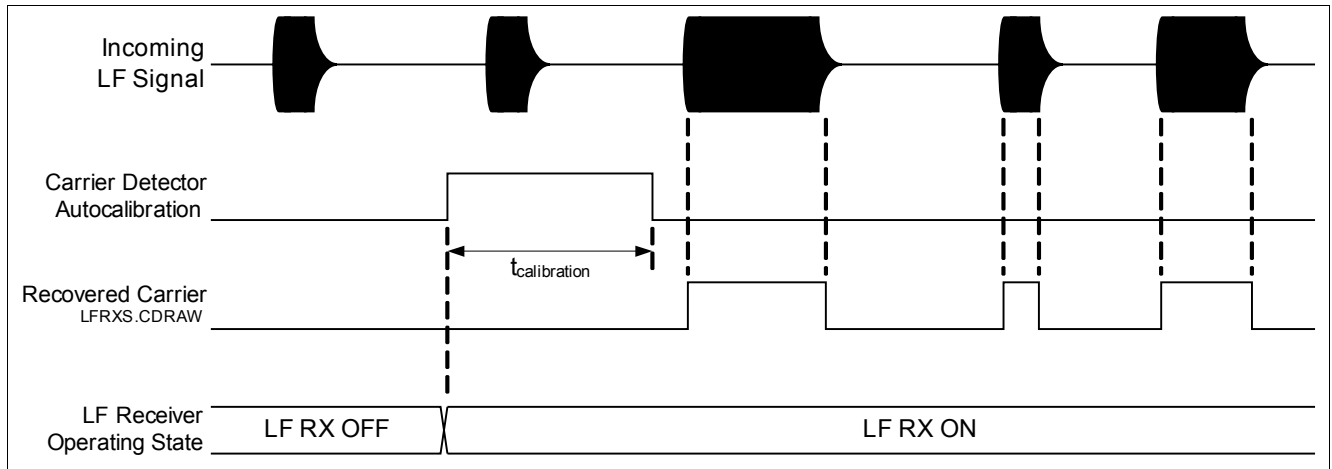 Incoming
LF Signal
Carrier Detector
Autocalibration
tcalibration
Recovered Carrier
LFRXS.CDRAW
LF Receiver
Operating State
LF RX OFF
LF RX ON